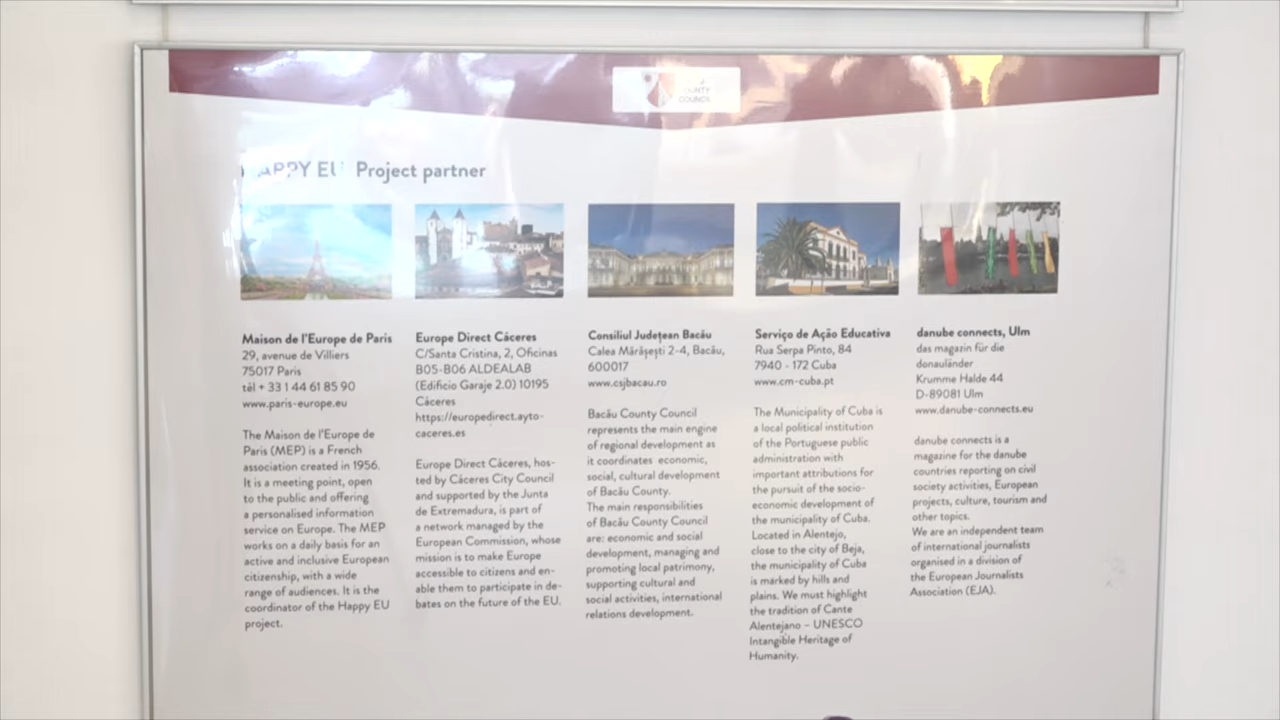 COUNTY
COUNCIL
HAPPY EU Project partner
Maison de l'Europe de Paris
29, avenue de Villiers
75017 Paris
tél + 33 1 44 61 85 90
www.paris-europe.eu
The Maison de l'Europe de
Paris (MEP) is a French
association created in 1956.
It is a meeting point, open
to the public and offering
a personalised information
service on Europe. The MEP
works on a daily basis for an
active and inclusive European
citizenship, with a wide
range of audiences. It is the
coordinator of the Happy EU
project.
Europe Direct Cáceres
C/Santa Cristina, 2, Oficinas
B05-B06 ALDEALAB
(Edificio Garaje 2.0) 10195
Cáceres
https://europedirect.ayto-
caceres.es
Europe Direct Cáceres, hos-
ted by Cáceres City Council
and supported by the Junta
de Extremadura, is part of
a network managed by the
European Commission, whose
mission is to make Europe
accessible to citizens and en-
able them to participate in de-
bates on the future of the EU.
Consiliul Județean Bacău
Calea Mărășești 2-4, Bacău,
600017
www.csjbacau.ro
Bacău County Council
represents the main engine
of regional development as
it coordinates economic,
social, cultural development
of Bacău County.
The main responsibilities
of Bacău County Council
are: economic and social
development, managing and
promoting local patrimony,
supporting cultural and
social activities, international
relations development.
Serviço de Ação Educativa
Rua Serpa Pinto, 84
7940 - 172 Cuba
www.cm-cuba.pt
The Municipality of Cuba is
a local political institution
of the Portuguese public
administration with
important attributions for
the pursuit of the socio-
economic development of
the municipality of Cuba.
Located in Alentejo,
close to the city of Beja,
the municipality of Cuba
is marked by hills and
plains. We must highlight
the tradition of Cante
Alentejano – UNESCO
Intangible Heritage of
Humanity.
danube connects, Ulm
das magazin für die
donauländer
Krumme Halde 44
D-89081 Ulm
www.danube-connects.eu
danube connects is a
magazine for the danube
countries reporting on civil
society activities, European
projects, culture, tourism and
other topics.
We are an independent team
of international journalists
organised in a division of
the European Journalists
Association (EJA).